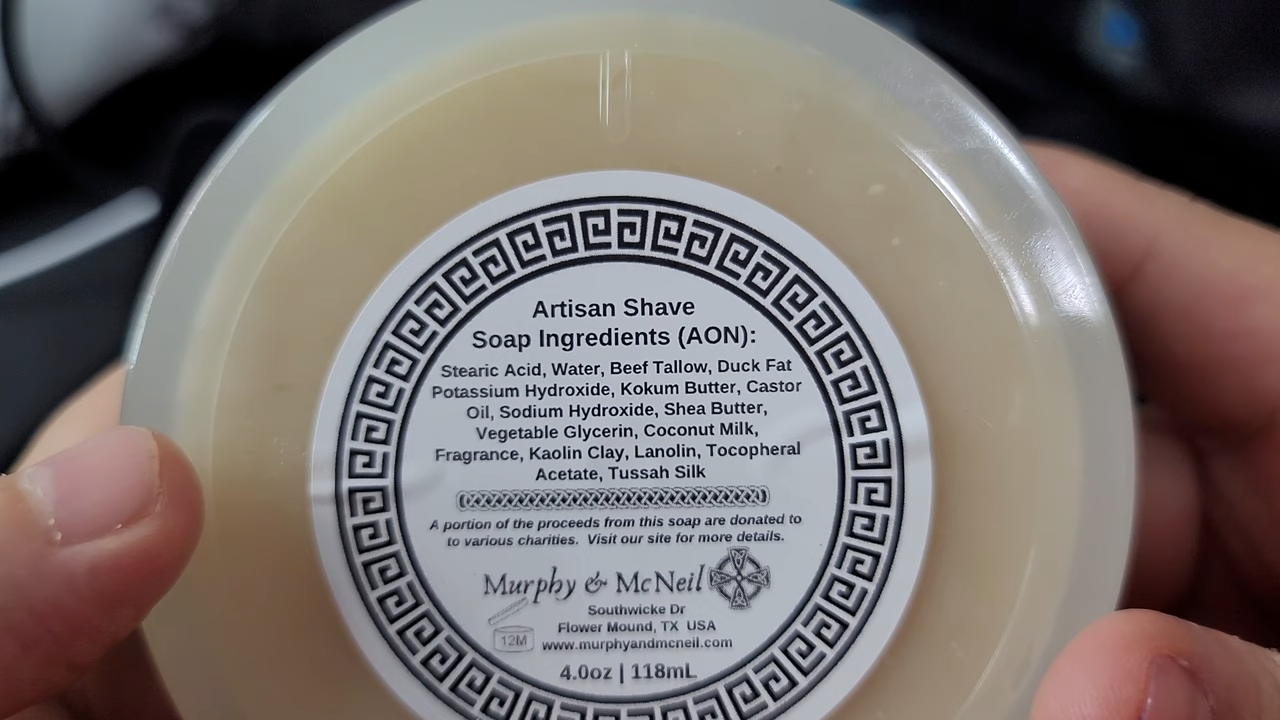 Artisan Shave
Soap Ingredients (AON):
Stearic Acid, Water, Beef Tallow, Duck Fat
Potassium Hydroxide, Kokum Butter, Castor
Oil, Sodium Hydroxide, Shea Butter,
Vegetable Glycerin, Coconut Milk,
Fragrance, Kaolin Clay, Lanolin, Tocopheral
Acetate, Tussah Silk
A portion of the proceeds from this soap are donated to
to various charities. Visit our site for more details.
Murphy & McNeil
Southwicke Dr
Flower Mound, TX USA
12M
www.murphyandmcneil.com
4.0oz | 118mL